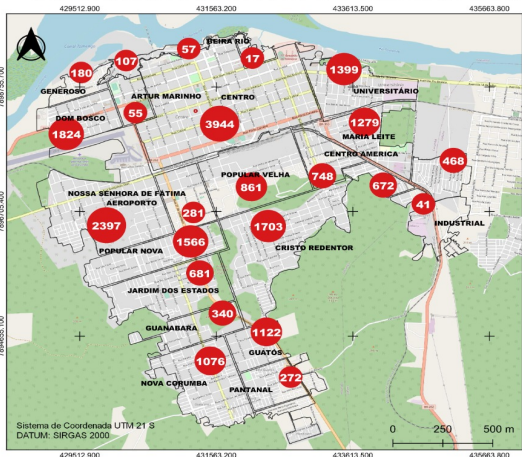 429512.900 431563.200 433613.500 435663.800
BEIRA RIO
57
107
17
180
1399
GENEROSO
ARTUR MARINHO
UNIVERSITÁRIO
CENTRO
DOM BOSCO
55
1824
3944
1279
MARIA LEITE
CENTRO AMERICA
468
POPULAR VELHA
748
672
861
NOSSA SENHORA DE FÁTIMA
AEROPORTO
281
41
2397
1703
INDUSTRIAL
1566
CRISTO REDENTOR
POPULAR NOVA
681
JARDIM DOS ESTADOS
340
GUANABARA
1122
GUATÓS
1076
272
NOVA CORUMBA
PANTANAL
Sistema de Coordenada UTM 21 S
DATUM: SIRGAS 2000
0 250 500 m
429512.900 431563.200 433613.500 435663.800